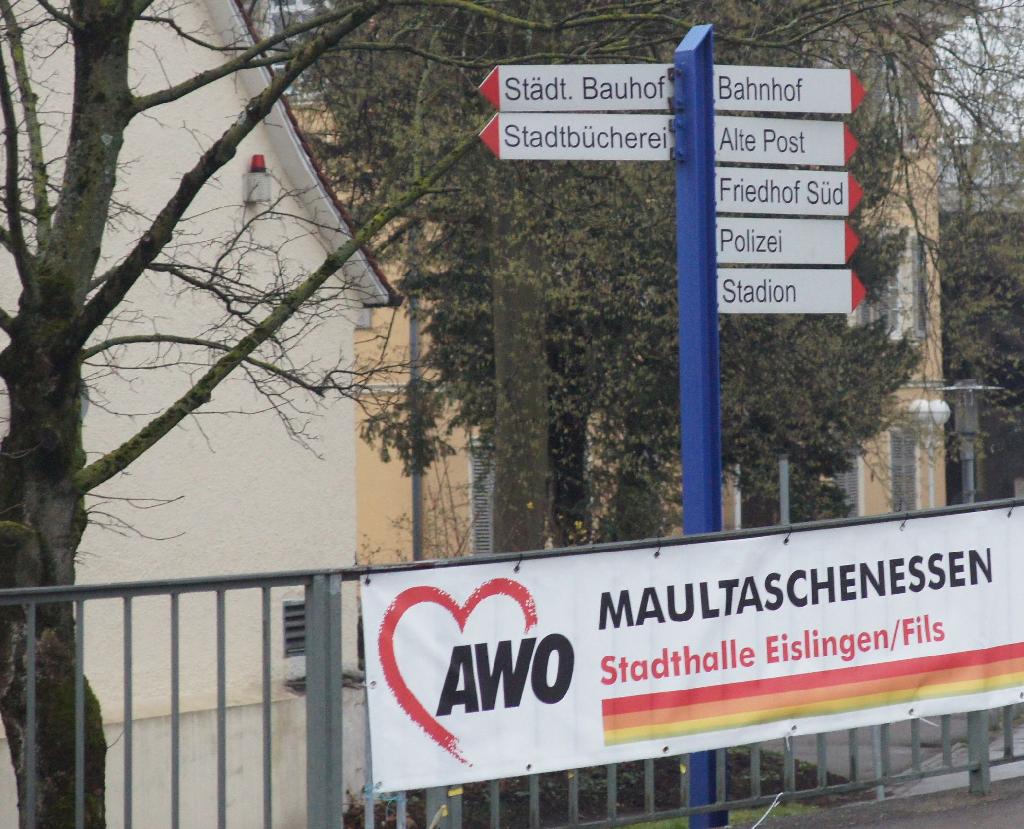 Städt. Bauhof
Stadtbücherei
Bahnhof
Alte Post
Friedhof Süd
Polizei
Stadion
AWO
MAULTASCHENESSEN
Stadthalle Eislingen/Fils